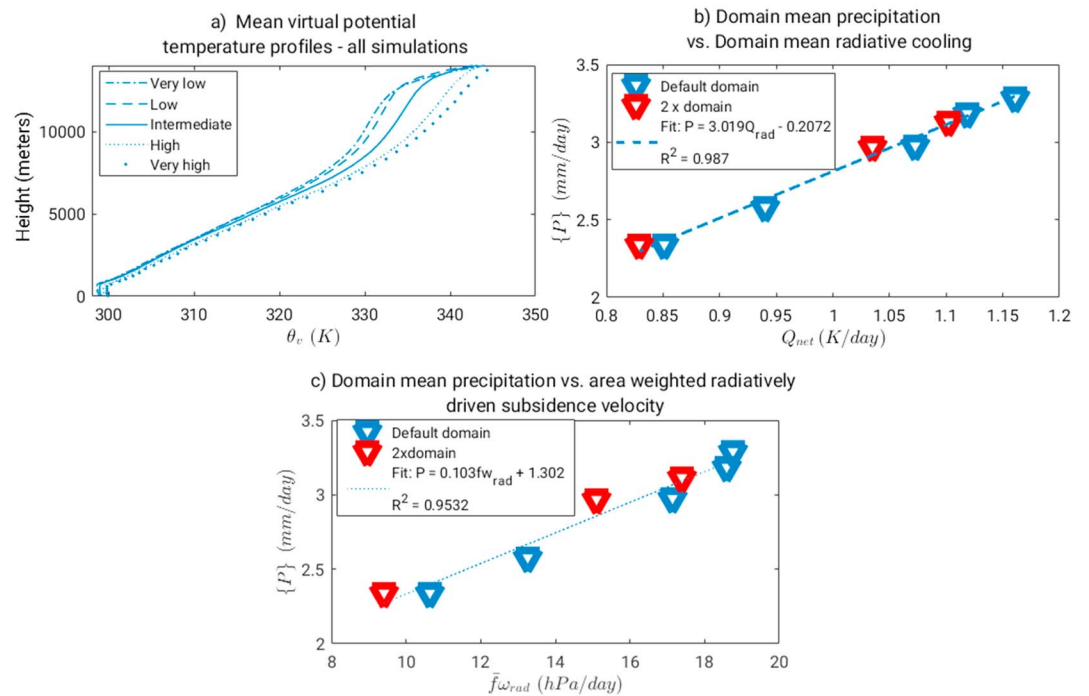 a) Mean virtual potential
temperature profiles - all simulations
Very low
Low
Intermediate
High
Very high
Height (meters)
10000
5000
0
300
310
320
330
340
350
θv (K)
b) Domain mean precipitation
vs. Domain mean radiative cooling
Default domain
2 x domain
Fit: P = 3.019Qrad - 0.2072
R² = 0.987
{P} (mm/day)
3.5
3
2.5
2
0.8
0.85
0.9
0.95
1
1.05
1.1
1.15
1.2
Qnet (K/day)
c) Domain mean precipitation vs. area weighted radiatively
driven subsidence velocity
Default domain
2xdomain
Fit: P = 0.103fwrad + 1.302
R² = 0.9532
{P} (mm/day)
3.5
3
2.5
2
8
10
12
14
16
18
20
f̄ωrad (hPa/day)